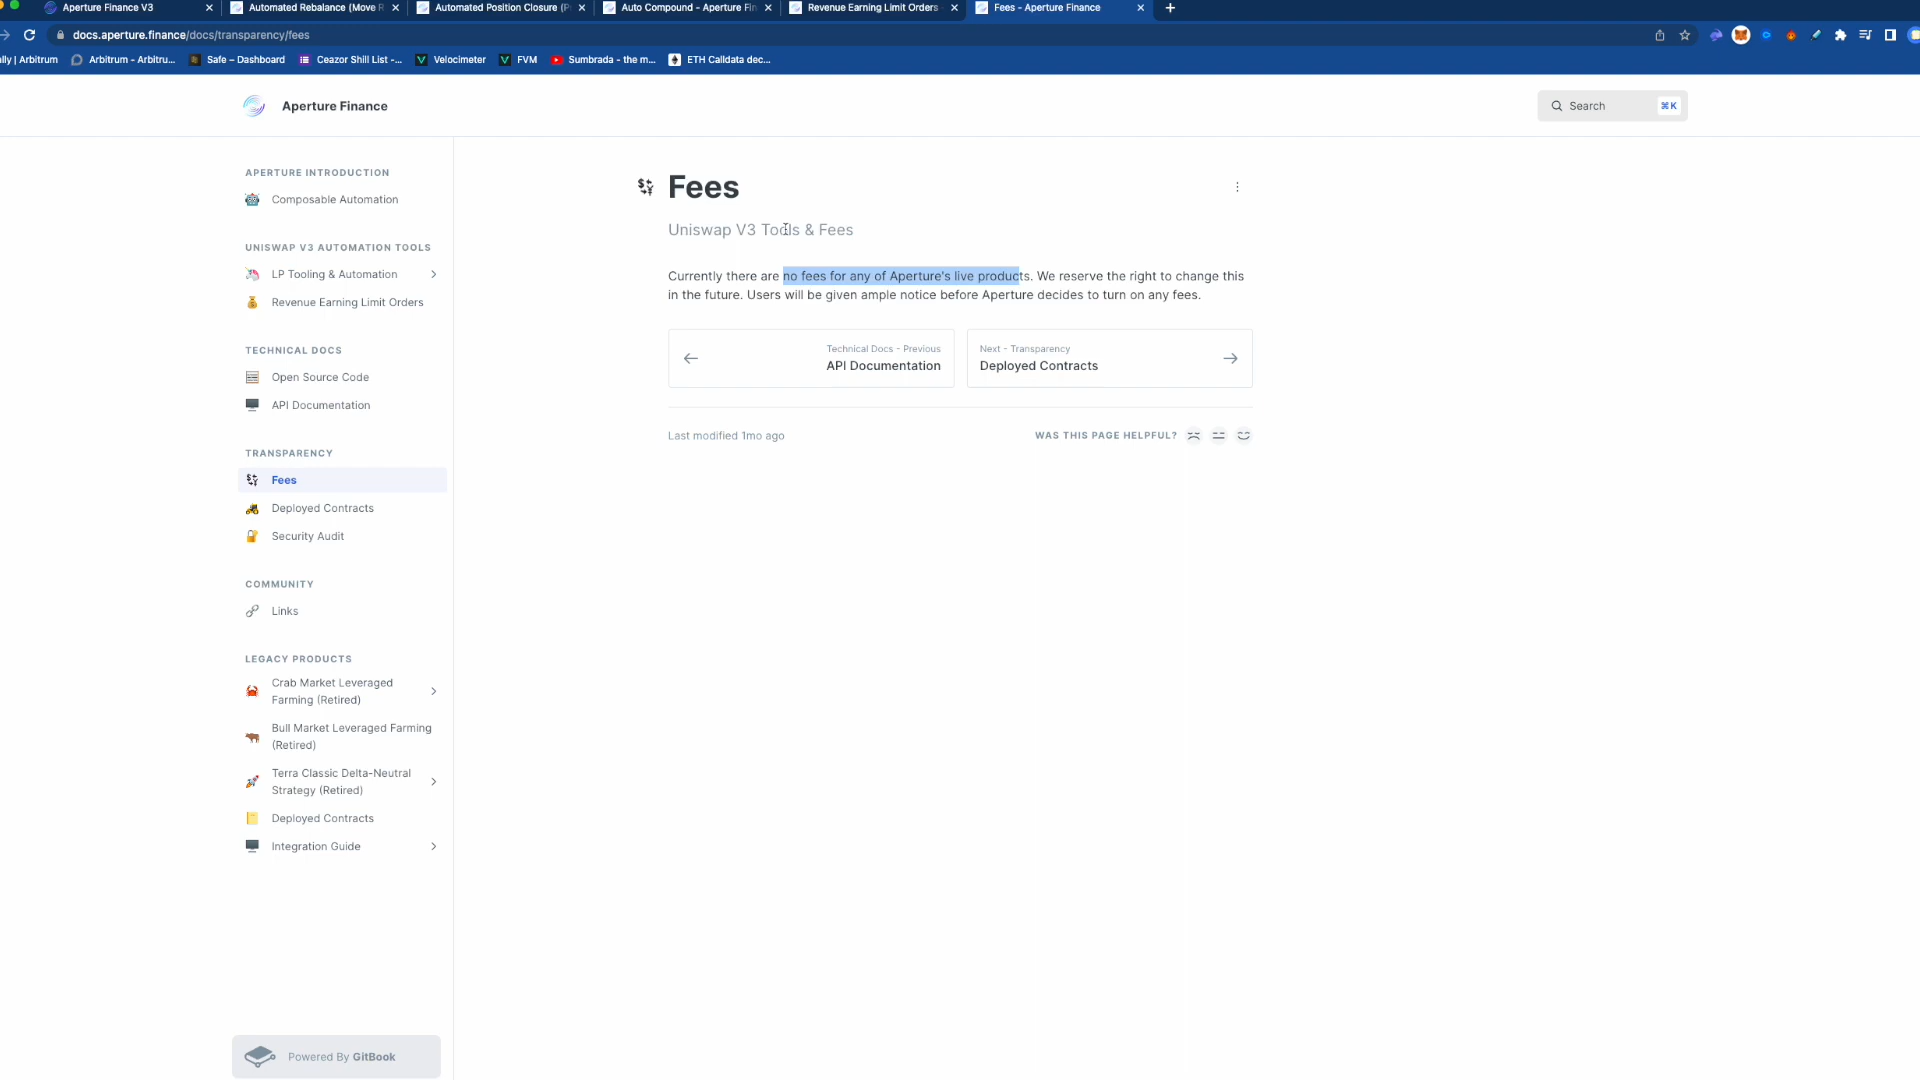 Aperture Finance V3
Automated Rebalance (Move R
Automated Position Closure (P
Auto Compound - Aperture Fin
Revenue Earning Limit Orders
Fees - Aperture Finance
docs.aperture.finance/docs/transparency/fees
lly | Arbitrum
Arbitrum – Arbitru...
Safe – Dashboard
Ceazor Shill List -...
Velocimeter
FVM
Sumbrada - the m...
ETH Calldata dec...
Aperture Finance
Search
⌘K
APERTURE INTRODUCTION
Composable Automation
UNISWAP V3 AUTOMATION TOOLS
LP Tooling & Automation
Revenue Earning Limit Orders
TECHNICAL DOCS
Open Source Code
API Documentation
TRANSPARENCY
Fees
Deployed Contracts
Security Audit
COMMUNITY
Links
LEGACY PRODUCTS
Crab Market Leveraged
Farming (Retired)
Bull Market Leveraged Farming
(Retired)
Terra Classic Delta-Neutral
Strategy (Retired)
Deployed Contracts
Integration Guide
Powered By GitBook
Fees
Uniswap V3 Tools & Fees
Currently there are no fees for any of Aperture's live products. We reserve the right to change this
in the future. Users will be given ample notice before Aperture decides to turn on any fees.
Technical Docs - Previous
API Documentation
Next - Transparency
Deployed Contracts
Last modified 1mo ago
WAS THIS PAGE HELPFUL?